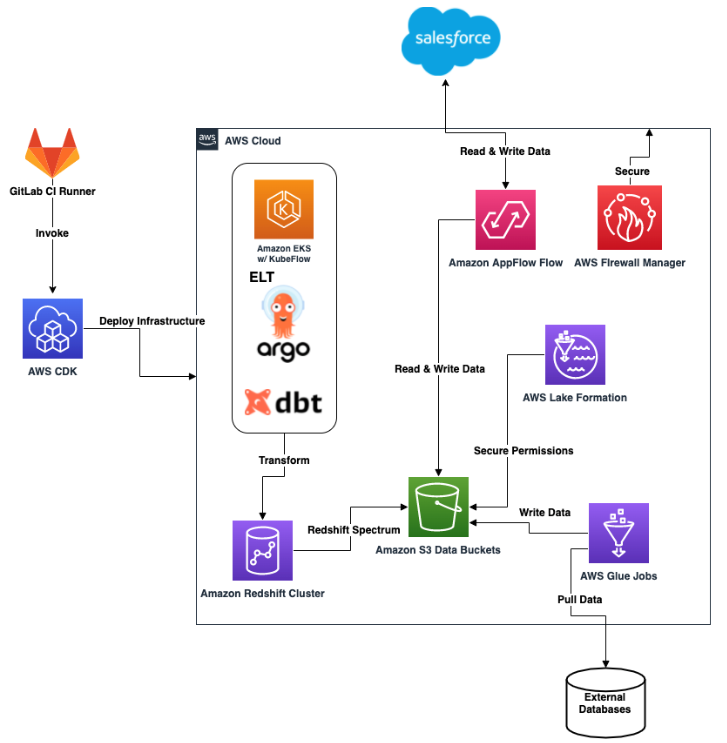 salesforce
aws
AWS Cloud
Read & Write Data
Secure
GitLab CI Runner
Invoke
Amazon EKS
w/ KubeFlow
Amazon AppFlow Flow
AWS FIrewall Manager
ELT
Deploy Infrastructure
argo
AWS CDK
Read & Write Data
AWS Lake Formation
dbt
Transform
Secure Permissions
Write Data
Redshift Spectrum
Amazon S3 Data Buckets
AWS Glue Jobs
Amazon Redshift Cluster
Pull Data
External
Databases